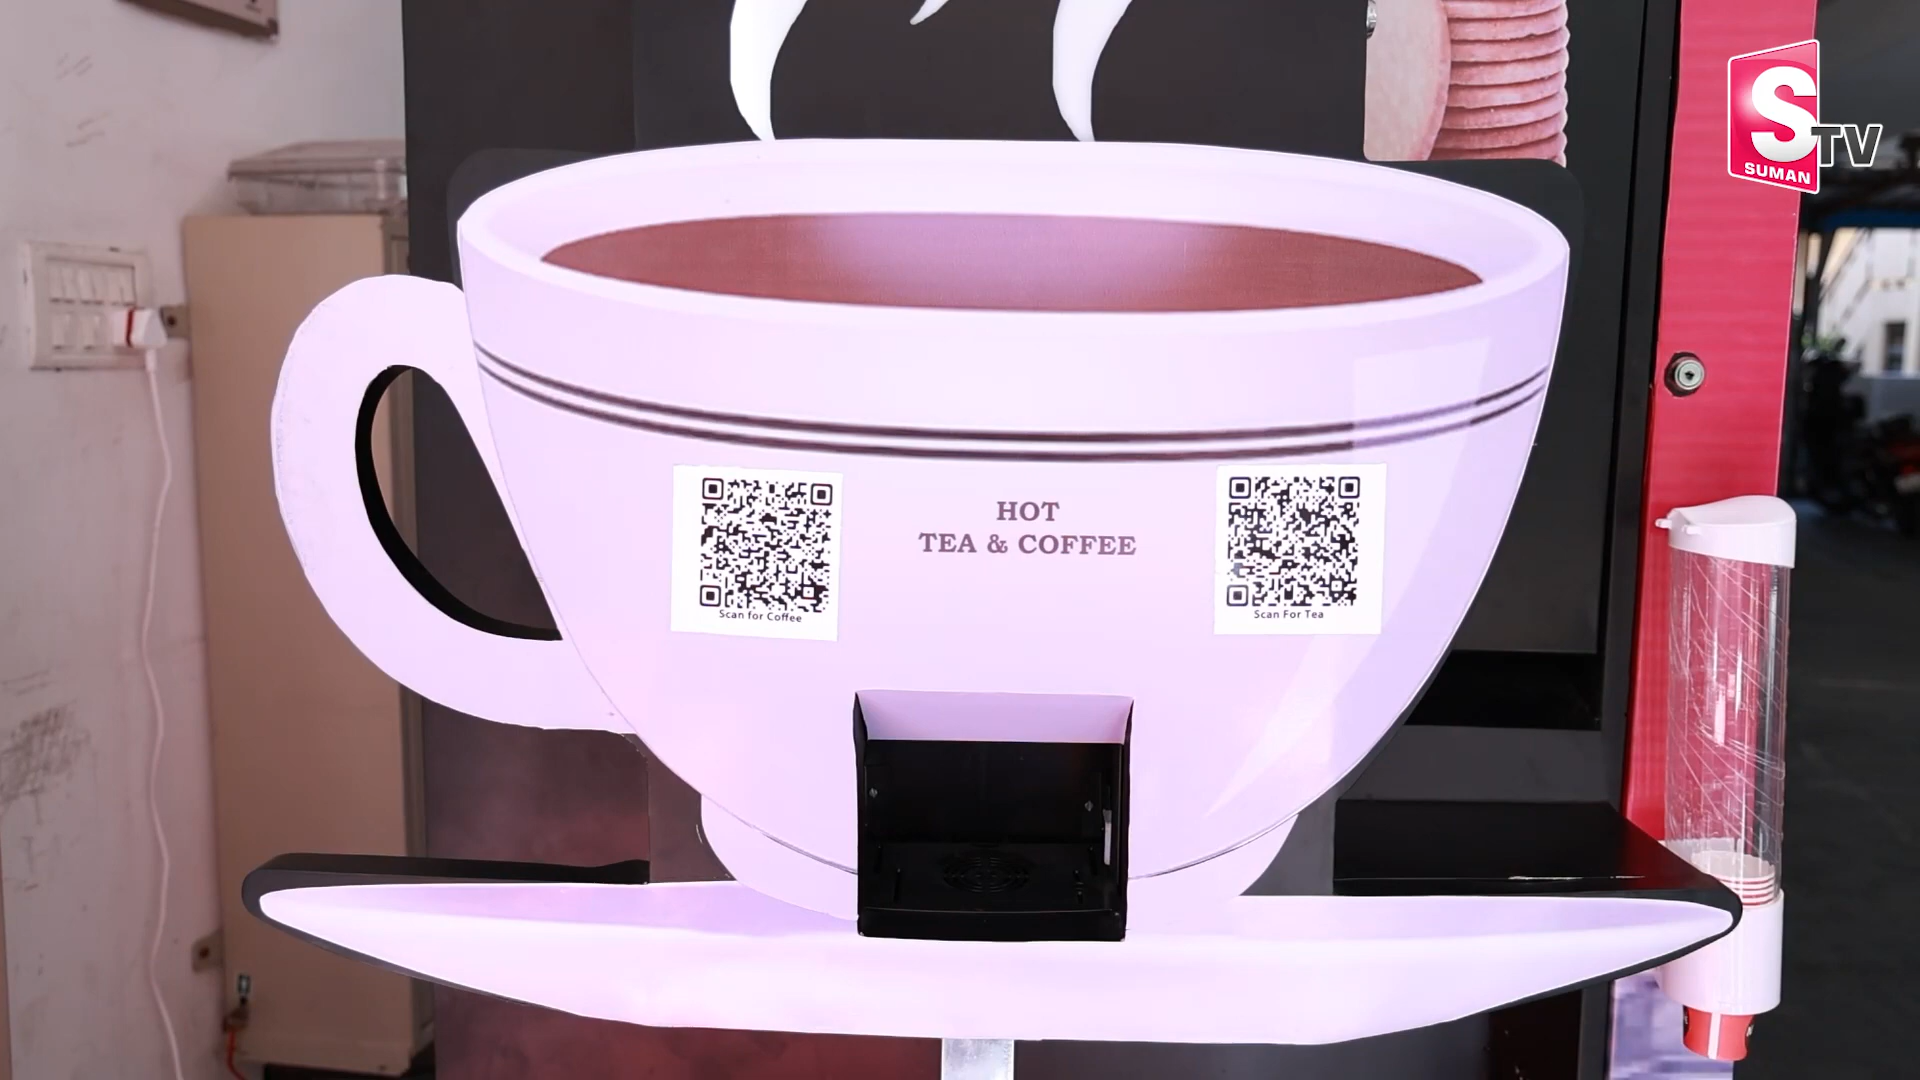 S
TV
SUMAN
HOT
TEA & COFFEE
Scan for Coffee
Scan For Tea